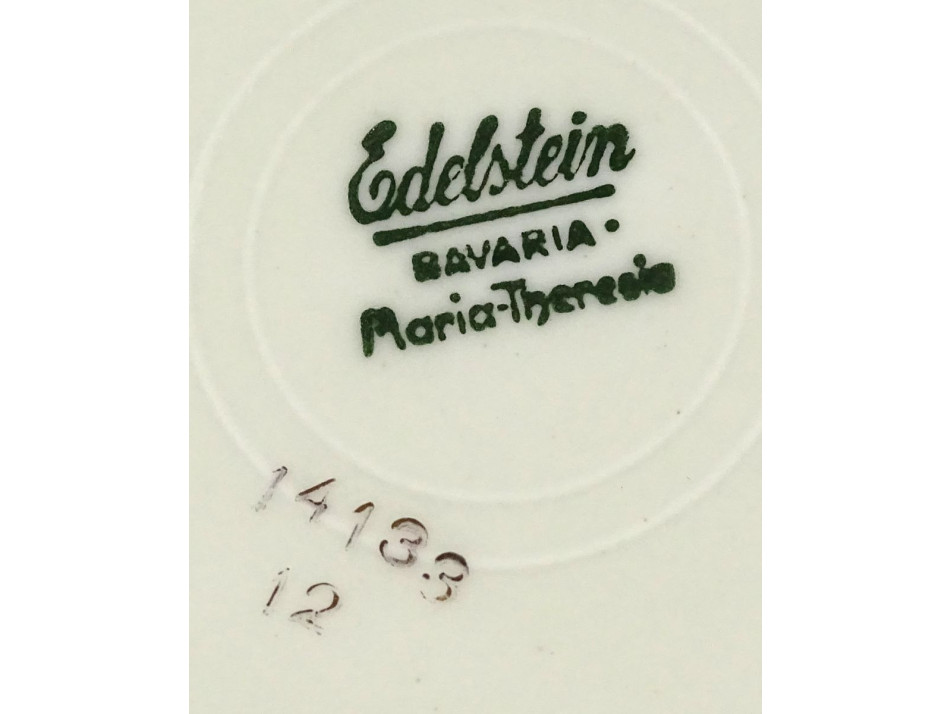 Edelstein
BAVARIA·
Maria-Theresia
14133
12